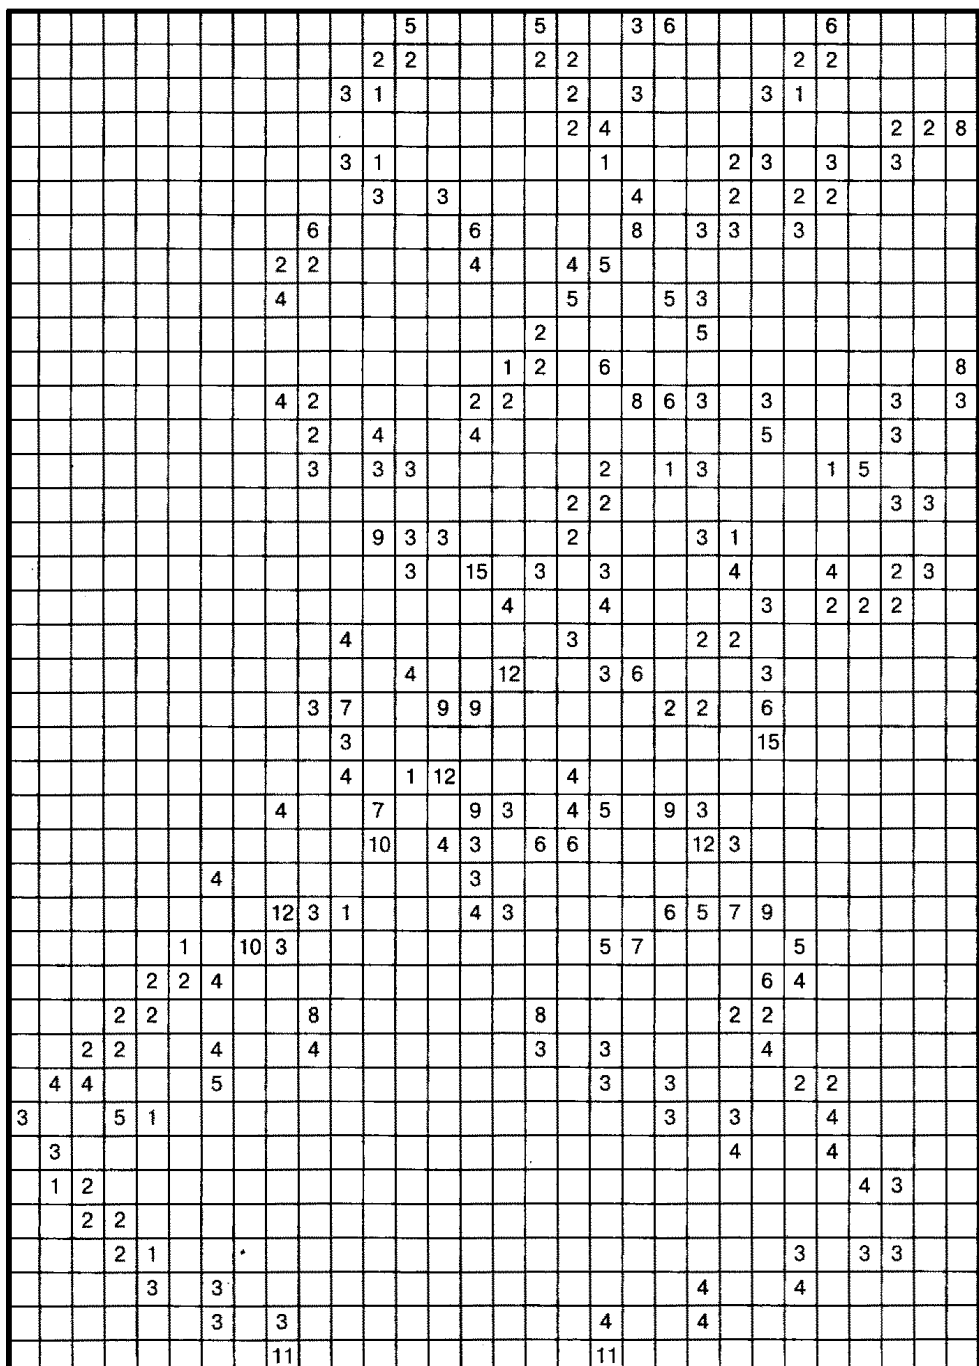 5 5 3 6 6
2 2 2 2 2 2
3 1 2 3 3 1
2 4 2 2 8
3 1 1 2 3 3 3
3 3 4 2 2 2
6 6 8 3 3 3
2 2 4 4 5
4 5 5 3
2 5
1 2 6 8
4 2 2 2 8 6 3 3 3 3
2 4 4 5 3
3 3 3 2 1 3 1 5
2 2 3 3
9 3 3 2 3 1
3 15 3 3 4 4 2 3
4 4 3 2 2 2
4 3 2 2
4 12 3 6 3
3 7 9 9 2 2 6
3 15
4 1 12 4
4 7 9 3 4 5 9 3
10 4 3 6 6 12 3
4 3
12 3 1 4 3 6 5 7 9
1 10 3 5 7 5
2 2 4 6 4
2 2 8 8 2 2
2 2 4 4 3 3 4
4 4 5 3 3 2 2
3 5 1 3 3 4
3 4 4
1 2 4 3
2 2
2 1 3 3 3
3 3 4 4
3 3 4 4
11 11